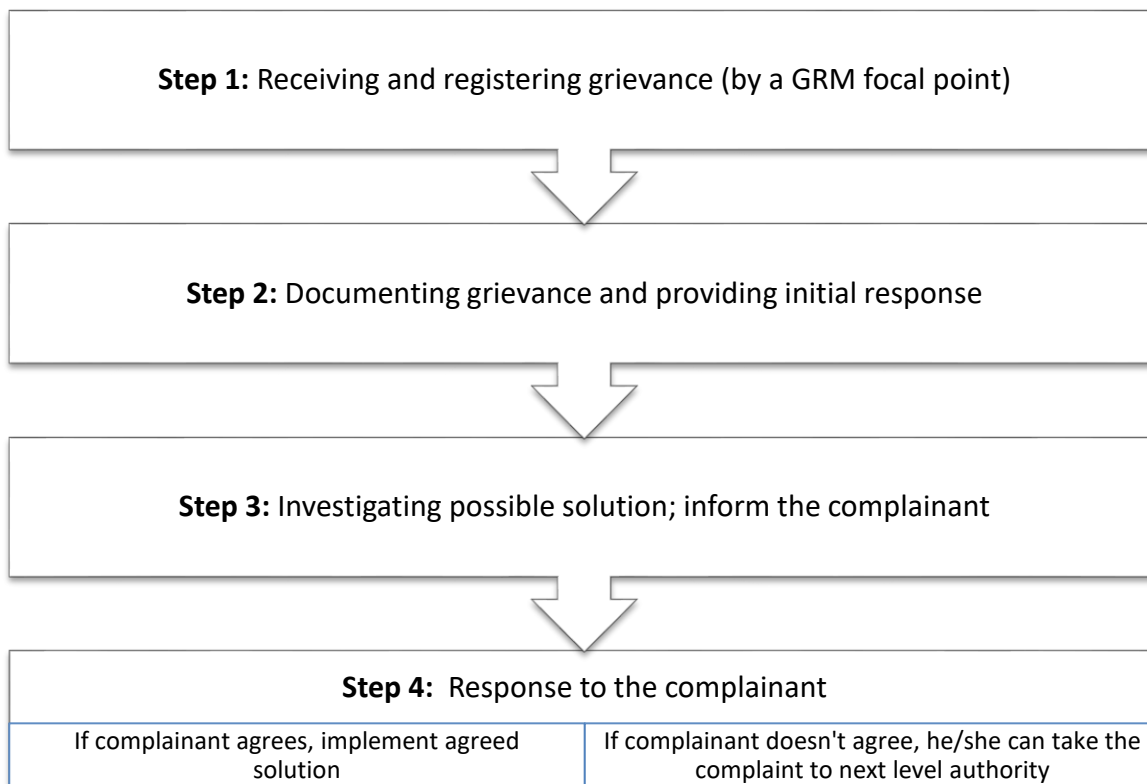 Step 1: Receiving and registering grievance (by a GRM focal point)
Step 2: Documenting grievance and providing initial response
Step 3: Investigating possible solution; inform the complainant
Step 4: Response to the complainant
If complainant agrees, implement agreed
solution
If complainant doesn't agree, he/she can take the
complaint to next level authority